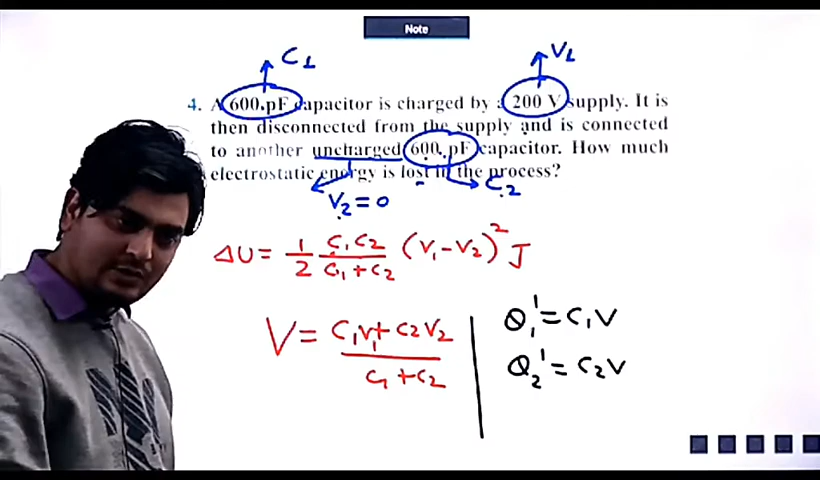 Note
C₁
V₁
4. A 600 pF capacitor is charged by a 200 V supply. It is
then disconnected from the supply and is connected
to another uncharged 600 pF capacitor. How much
electrostatic energy is lost in the process?
V₂ = 0
C₂
ΔU = 1/2 C₁C₂/C₁+C₂ (V₁-V₂)² J
V = C₁V₁+C₂V₂/C₁+C₂
Q₁' = C₁V
Q₂' = C₂V